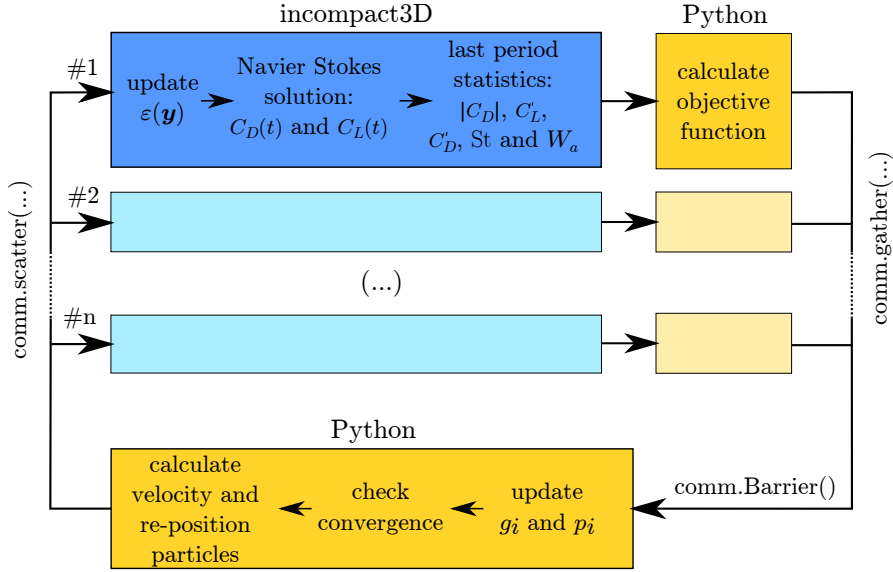 incompact3D
Python
#1
update
ε(y)
Navier Stokes
solution:
C_D(t) and C_L(t)
last period
statistics:
|C_D|, C'_L,
C'_D, St and W_a
calculate
objective
function
comm.scatter(...)
comm.gather(...)
#2
(...)
#n
Python
calculate
velocity and
re-position
particles
check
convergence
update
g_i and p_i
comm.Barrier()